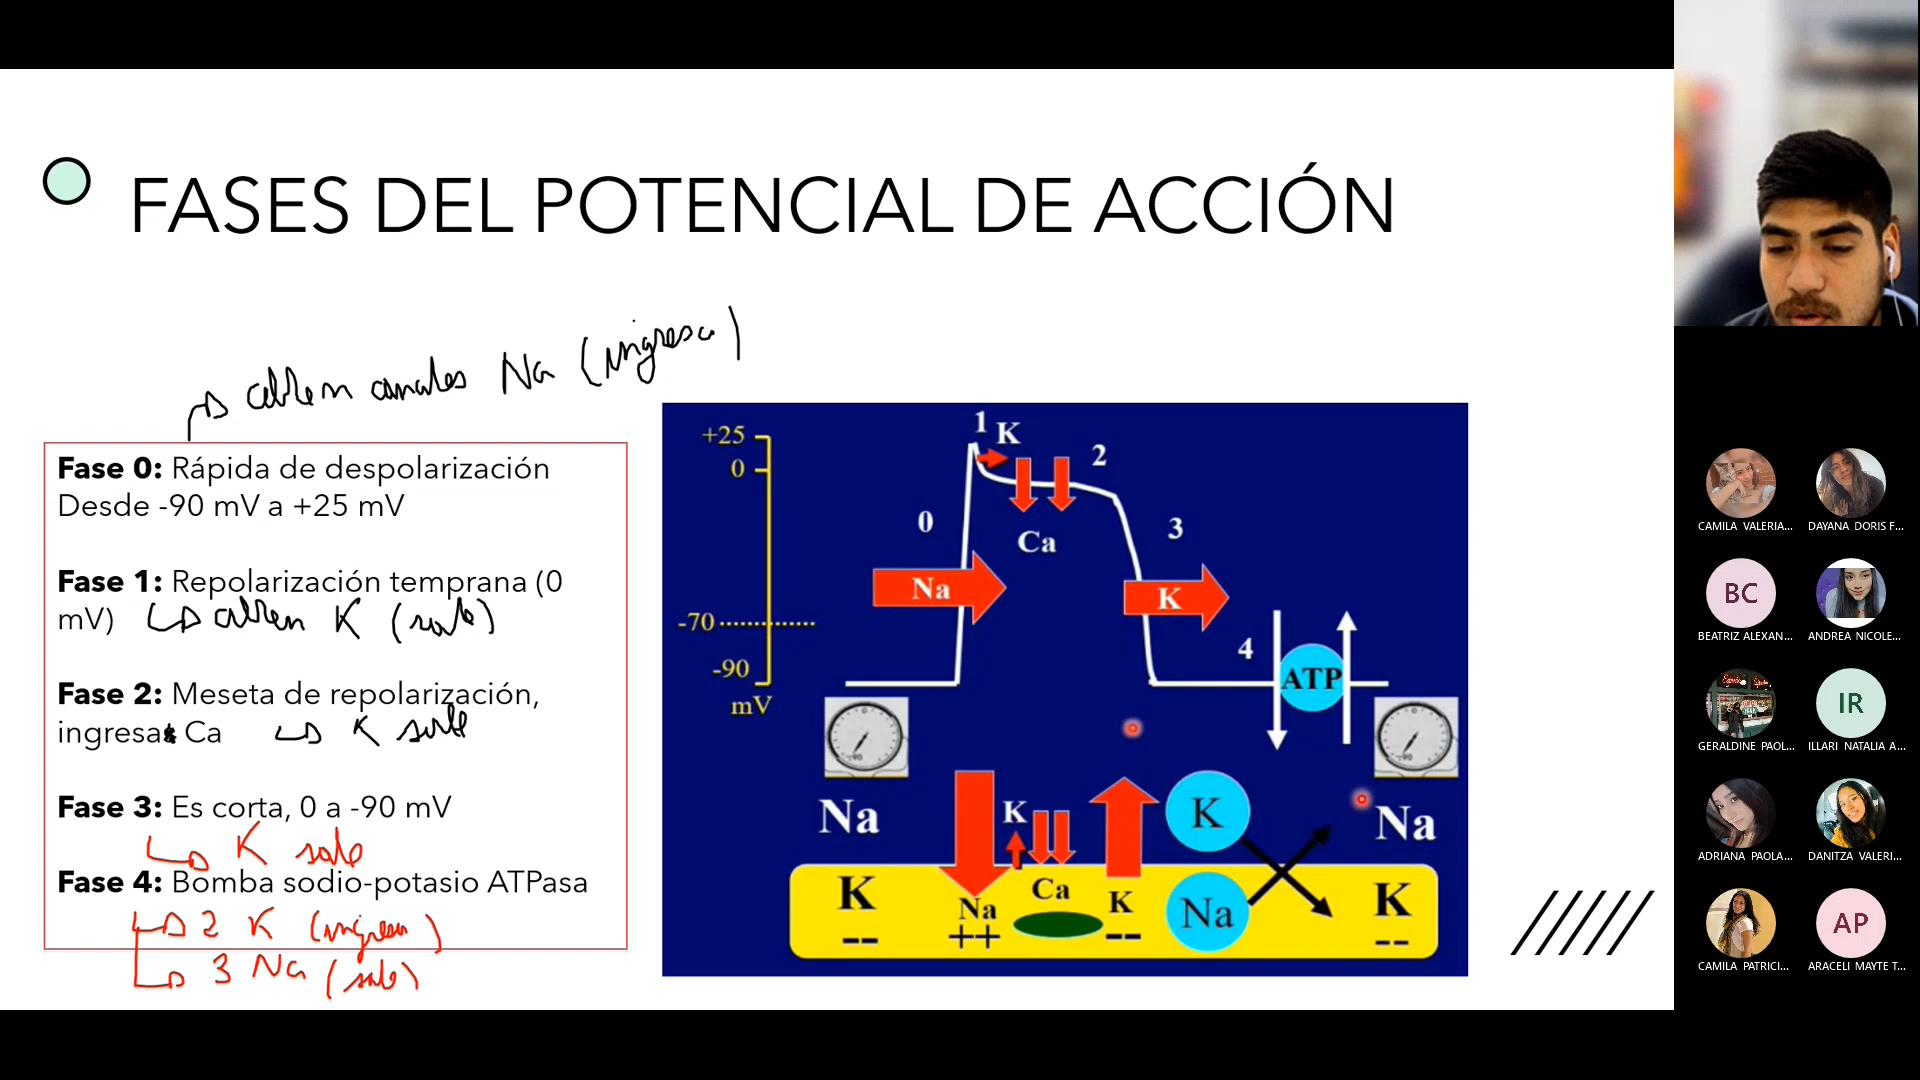 FASES DEL POTENCIAL DE ACCIÓN
abren canales Na (ingresa)
Fase 0: Rápida de despolarización
Desde -90 mV a +25 mV
Fase 1: Repolarización temprana (0
mV) abren K (sale)
Fase 2: Meseta de repolarización,
ingresa Ca K sale
Fase 3: Es corta, 0 a -90 mV
K sale
Fase 4: Bomba sodio-potasio ATPasa
2 K (ingresa)
3 Na (sale)
+25
0
-70
-90
mV
1 K
2
0
Ca
3
Na
K
4
ATP
Na
K
K
Na
K
Na
++
Ca
K
--
Na
K
--
--
CAMILA VALERIA...
DAYANA DORIS F...
BC
BEATRIZ ALEXAN...
ANDREA NICOLE...
GERALDINE PAOL...
IR
ILLARI NATALIA A...
ADRIANA PAOLA...
DANITZA VALERI...
CAMILA PATRICI...
AP
ARACELI MAYTE T...